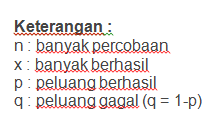 Keterangan :
n : banyak percobaan
x : banyak berhasil
p : peluang berhasil
q : peluang gagal (q = 1-p)